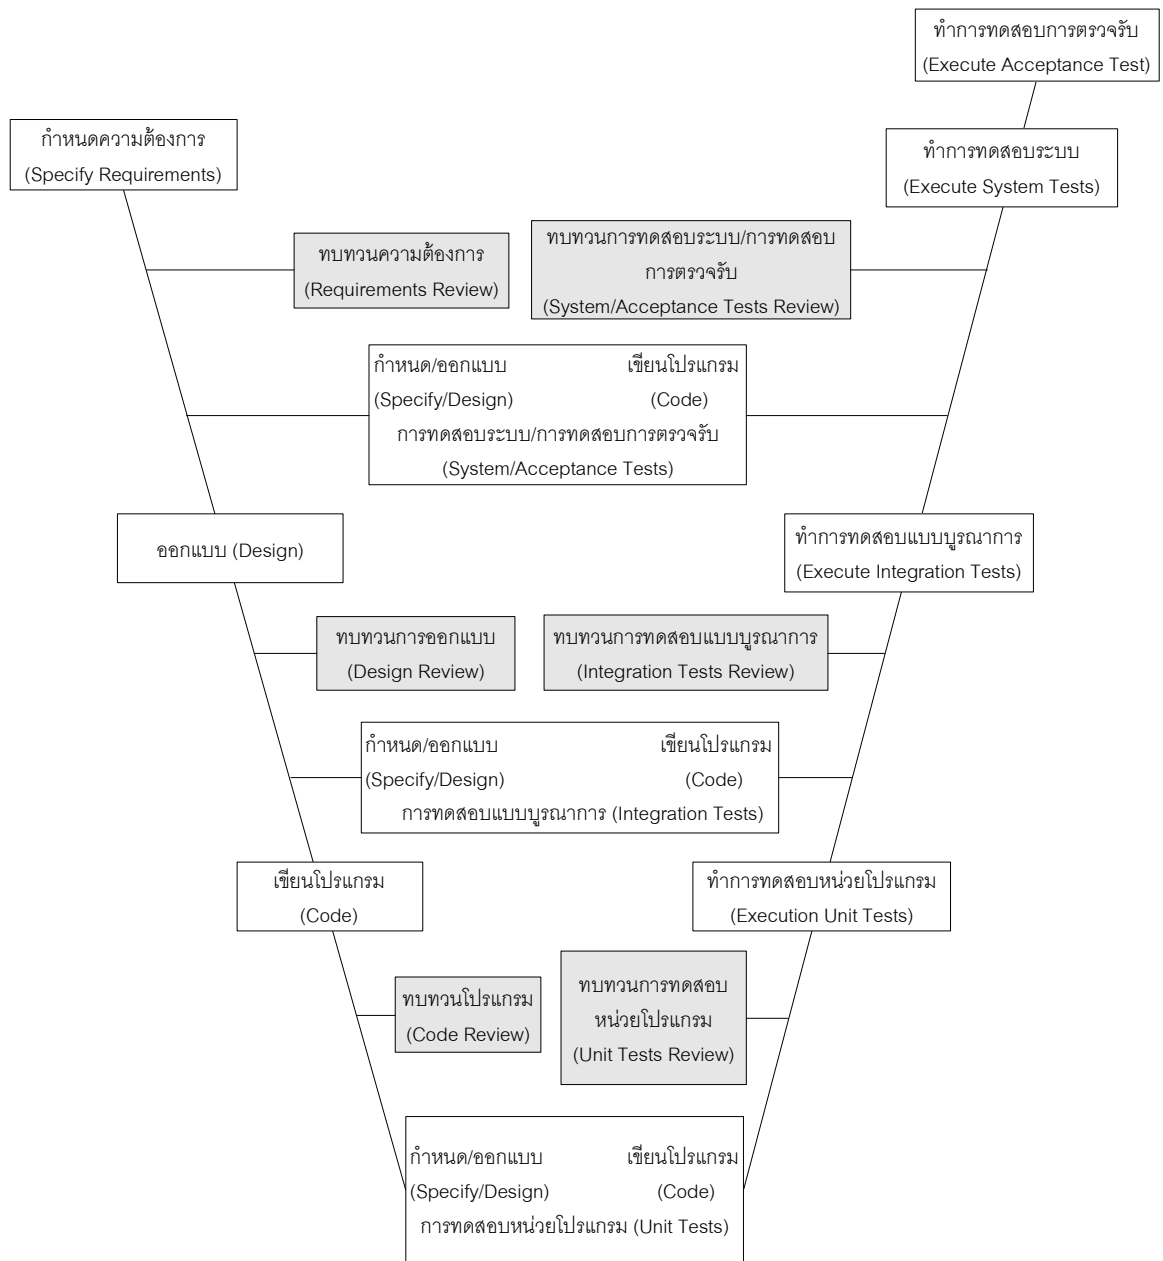 ทำการทดสอบการตรวจรับ
(Execute Acceptance Test)
กำหนดความต้องการ
(Specify Requirements)
ทำการทดสอบระบบ
(Execute System Tests)
ทบทวนความต้องการ
(Requirements Review)
ทบทวนการทดสอบระบบ/การทดสอบ
การตรวจรับ
(System/Acceptance Tests Review)
กำหนด/ออกแบบ เขียนโปรแกรม
(Specify/Design) (Code)
การทดสอบระบบ/การทดสอบการตรวจรับ
(System/Acceptance Tests)
ออกแบบ (Design)
ทำการทดสอบแบบบูรณาการ
(Execute Integration Tests)
ทบทวนการออกแบบ
(Design Review)
ทบทวนการทดสอบแบบบูรณาการ
(Integration Tests Review)
กำหนด/ออกแบบ เขียนโปรแกรม
(Specify/Design) (Code)
การทดสอบแบบบูรณาการ (Integration Tests)
เขียนโปรแกรม
(Code)
ทำการทดสอบหน่วยโปรแกรม
(Execution Unit Tests)
ทบทวนโปรแกรม
(Code Review)
ทบทวนการทดสอบ
หน่วยโปรแกรม
(Unit Tests Review)
กำหนด/ออกแบบ เขียนโปรแกรม
(Specify/Design) (Code)
การทดสอบหน่วยโปรแกรม (Unit Tests)